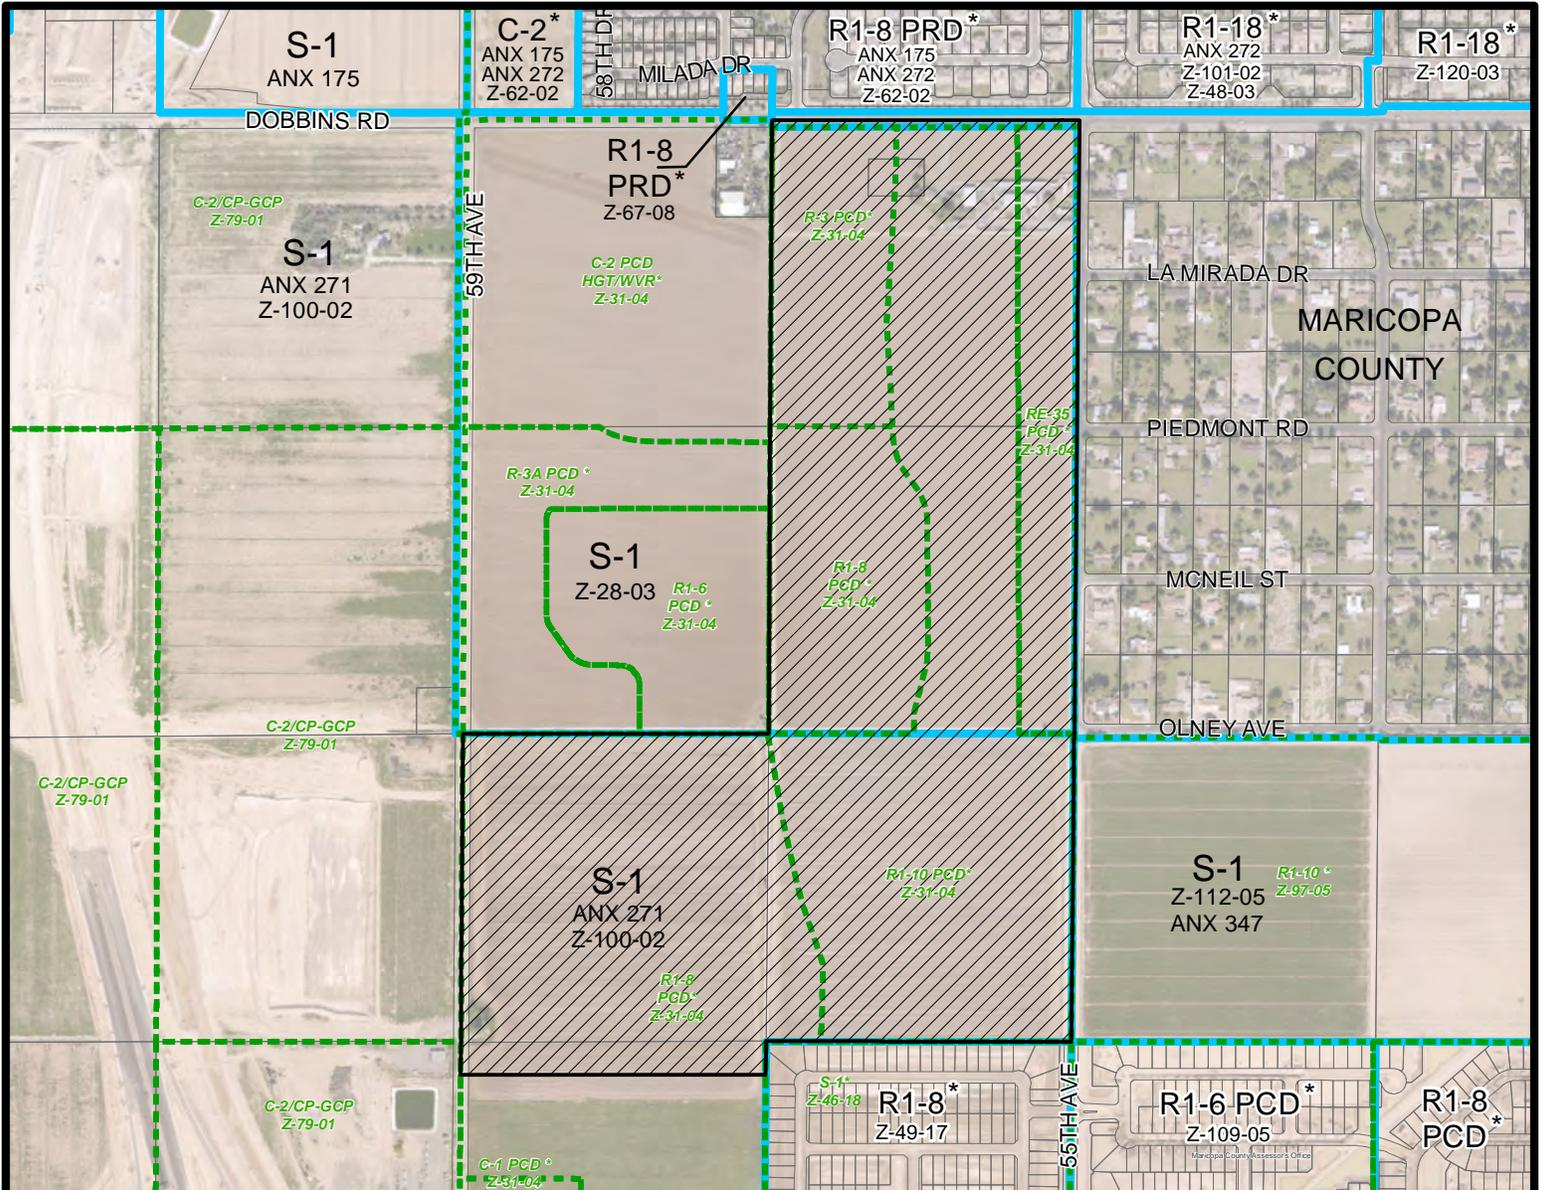 S-1
ANX 175
C-2*
ANX 175
ANX 272
Z-62-02
58TH DR
MILADA DR
R1-8 PRD*
ANX 175
ANX 272
Z-62-02
R1-18*
ANX 272
Z-101-02
Z-48-03
R1-18*
Z-120-03
DOBBINS RD
R1-8
PRD*
Z-67-08
C-2/CP-GCP
Z-79-01
S-1
ANX 271
Z-100-02
59TH AVE
C-2 PCD
HGT/WVR*
Z-31-04
R-3 PCD*
Z-31-04
LA MIRADA DR
MARICOPA
COUNTY
RE-35
PCD *
Z-31-04
PIEDMONT RD
R-3A PCD *
Z-31-04
S-1
Z-28-03
R1-6
PCD *
Z-31-04
R1-8
PCD *
Z-31-04
MCNEIL ST
C-2/CP-GCP
Z-79-01
OLNEY AVE
C-2/CP-GCP
Z-79-01
S-1
ANX 271
Z-100-02
R1-10 PCD*
Z-31-04
S-1
Z-112-05
ANX 347
R1-10 *
Z-97-05
R1-8
PCD*
Z-31-04
C-2/CP-GCP
Z-79-01
S-1*
Z-46-18
R1-8*
Z-49-17
55TH AVE
R1-6 PCD*
Z-109-05
Maricopa County Assessor's Office
R1-8
PCD*
C-1 PCD *
Z-31-04